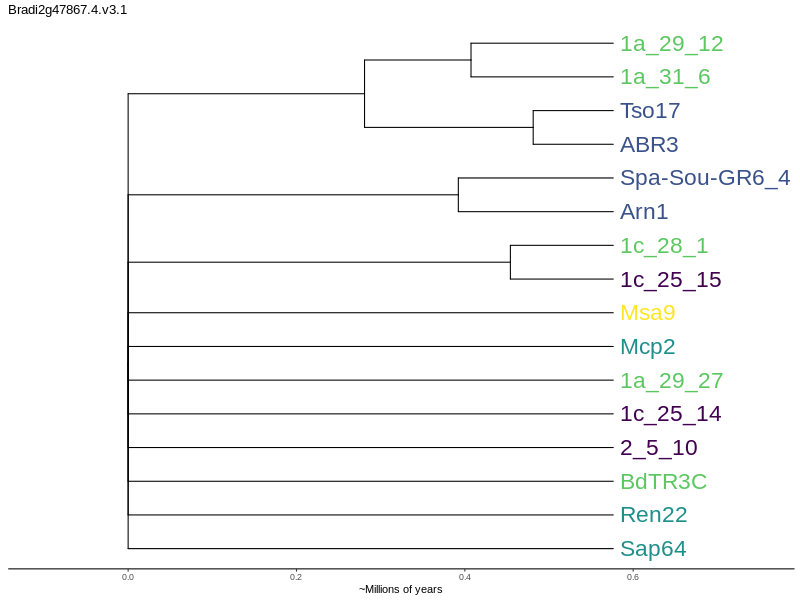 Bradi2g47867.4.v3.1
1a_29_12
1a_31_6
Tso17
ABR3
Spa-Sou-GR6_4
Arn1
1c_28_1
1c_25_15
Msa9
Mcp2
1a_29_27
1c_25_14
2_5_10
BdTR3C
Ren22
Sap64
0.0 0.2 0.4 0.6
~Millions of years